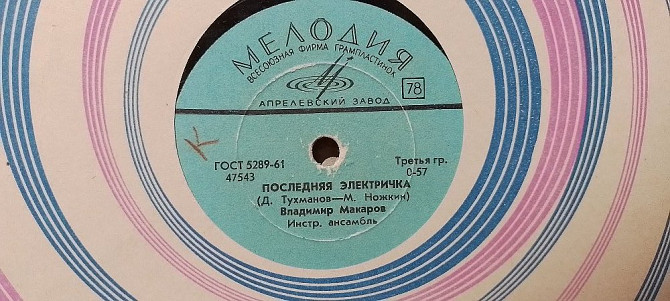 МЕЛОДИЯ
ВСЕСОЮЗНАЯ ФИРМА ГРАМПЛАСТИНОК
78
АПРЕЛЕВСКИЙ ЗАВОД
К
ГОСТ 5289-61
Третья гр.
47543
0-57
ПОСЛЕДНЯЯ ЭЛЕКТРИЧКА
(Д. Тухманов—М. Ножкин)
Владимир Макаров
Инстр. ансамбль